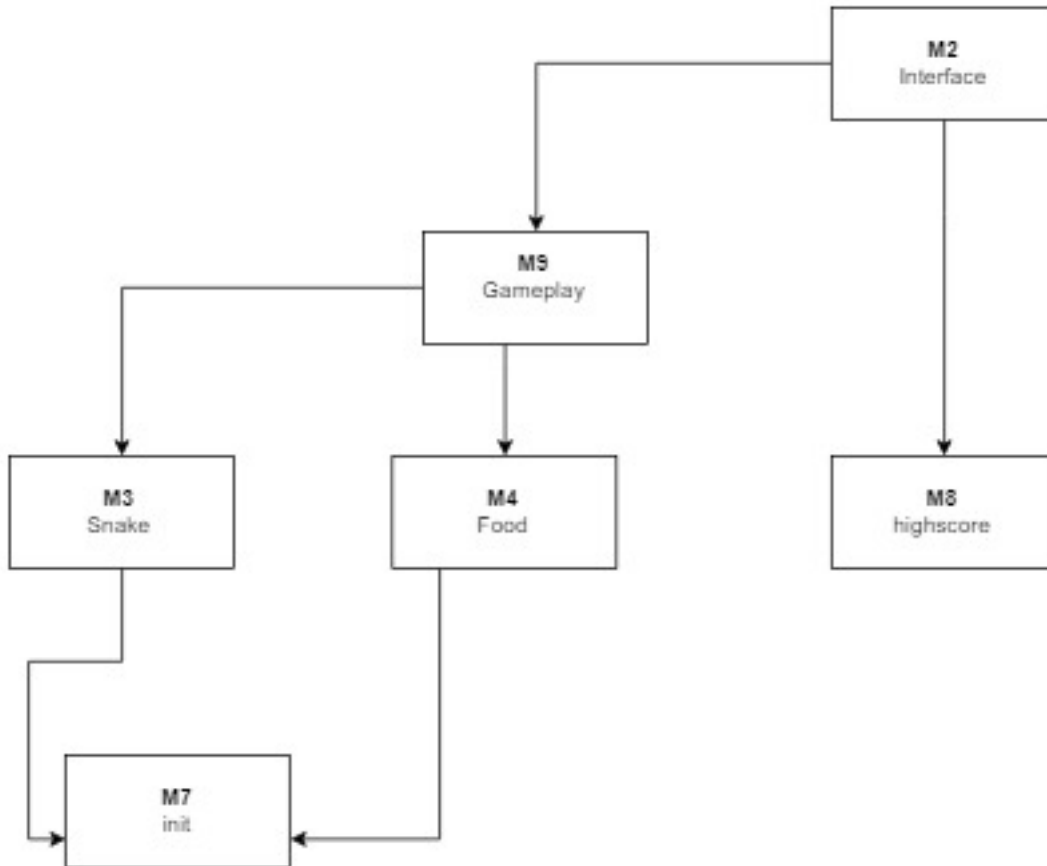 M2
Interface
M9
Gameplay
M3
Snake
M4
Food
M8
highscore
M7
init